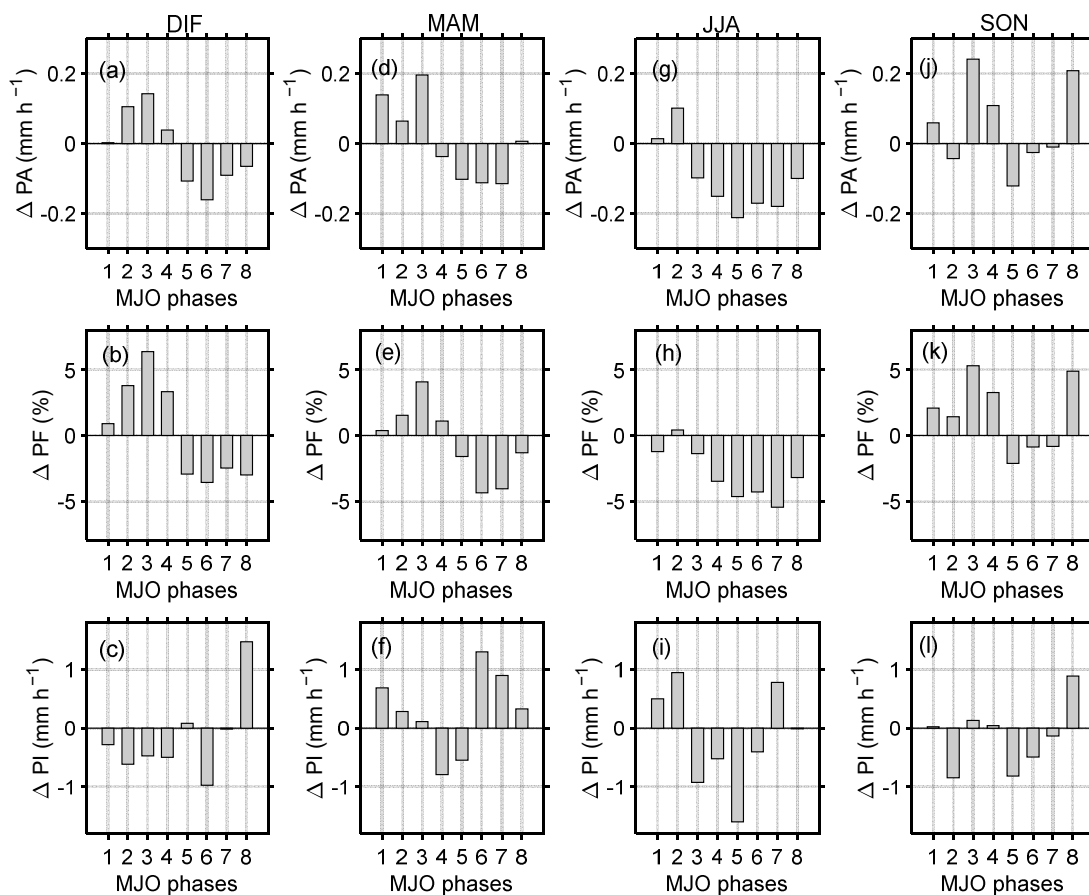 DIF MAM JJA SON
(a) (d) (g) (j)
Δ PA (mm h⁻¹) Δ PA (mm h⁻¹) Δ PA (mm h⁻¹) Δ PA (mm h⁻¹)
0.2 0.2 0.2 0.2
0 0 0 0
-0.2 -0.2 -0.2 -0.2
1 2 3 4 5 6 7 8 1 2 3 4 5 6 7 8 1 2 3 4 5 6 7 8 1 2 3 4 5 6 7 8
MJO phases MJO phases MJO phases MJO phases
(b) (e) (h) (k)
Δ PF (%) Δ PF (%) Δ PF (%) Δ PF (%)
5 5 5 5
0 0 0 0
-5 -5 -5 -5
1 2 3 4 5 6 7 8 1 2 3 4 5 6 7 8 1 2 3 4 5 6 7 8 1 2 3 4 5 6 7 8
MJO phases MJO phases MJO phases MJO phases
(c) (f) (i) (l)
Δ PI (mm h⁻¹) Δ PI (mm h⁻¹) Δ PI (mm h⁻¹) Δ PI (mm h⁻¹)
1 1 1 1
0 0 0 0
-1 -1 -1 -1
1 2 3 4 5 6 7 8 1 2 3 4 5 6 7 8 1 2 3 4 5 6 7 8 1 2 3 4 5 6 7 8
MJO phases MJO phases MJO phases MJO phases